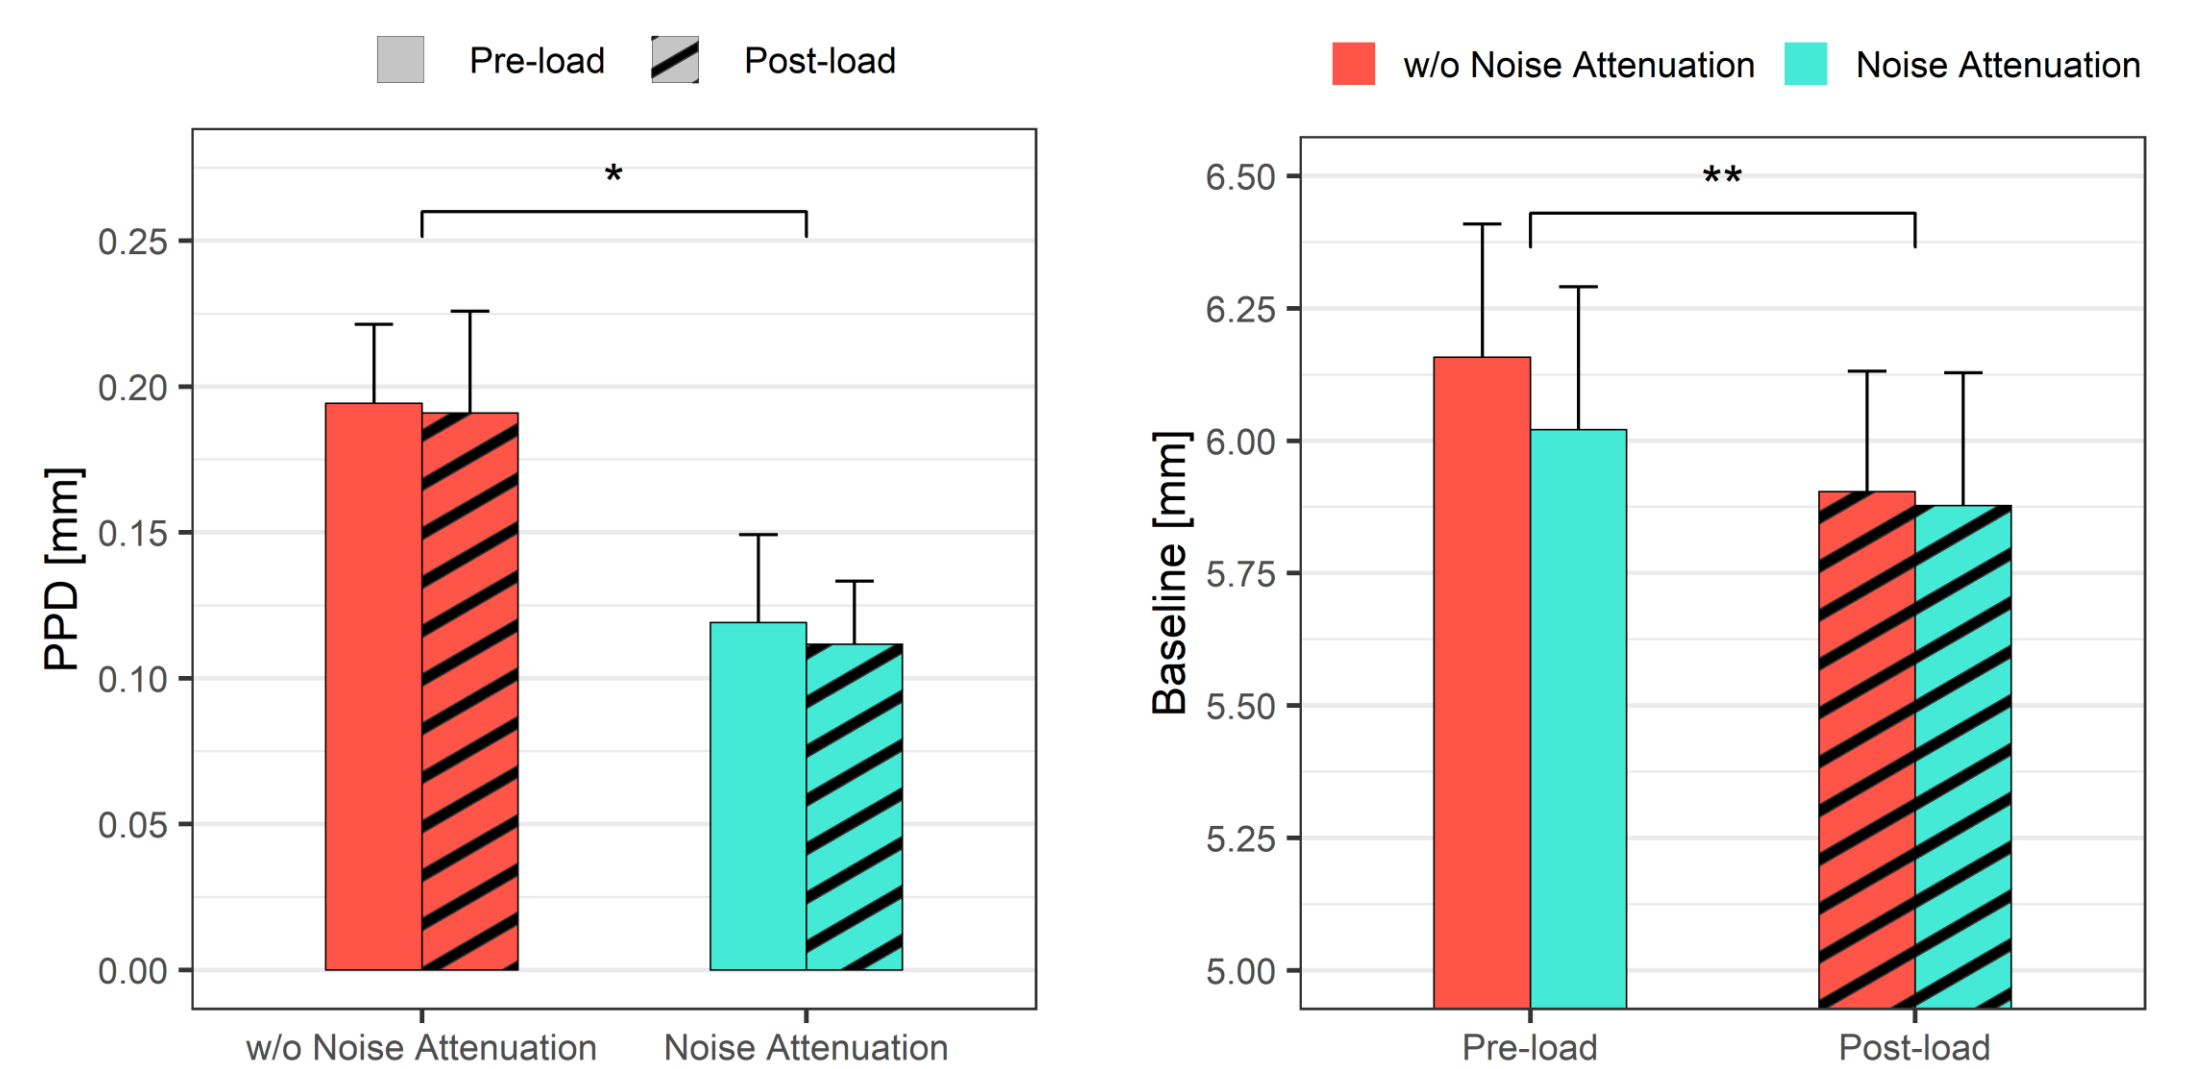 Pre-load
Post-load
*
0.25
0.20
0.15
0.10
0.05
0.00
PPD [mm]
w/o Noise Attenuation
Noise Attenuation
w/o Noise Attenuation
Noise Attenuation
**
6.50
6.25
6.00
5.75
5.50
5.25
5.00
Baseline [mm]
Pre-load
Post-load